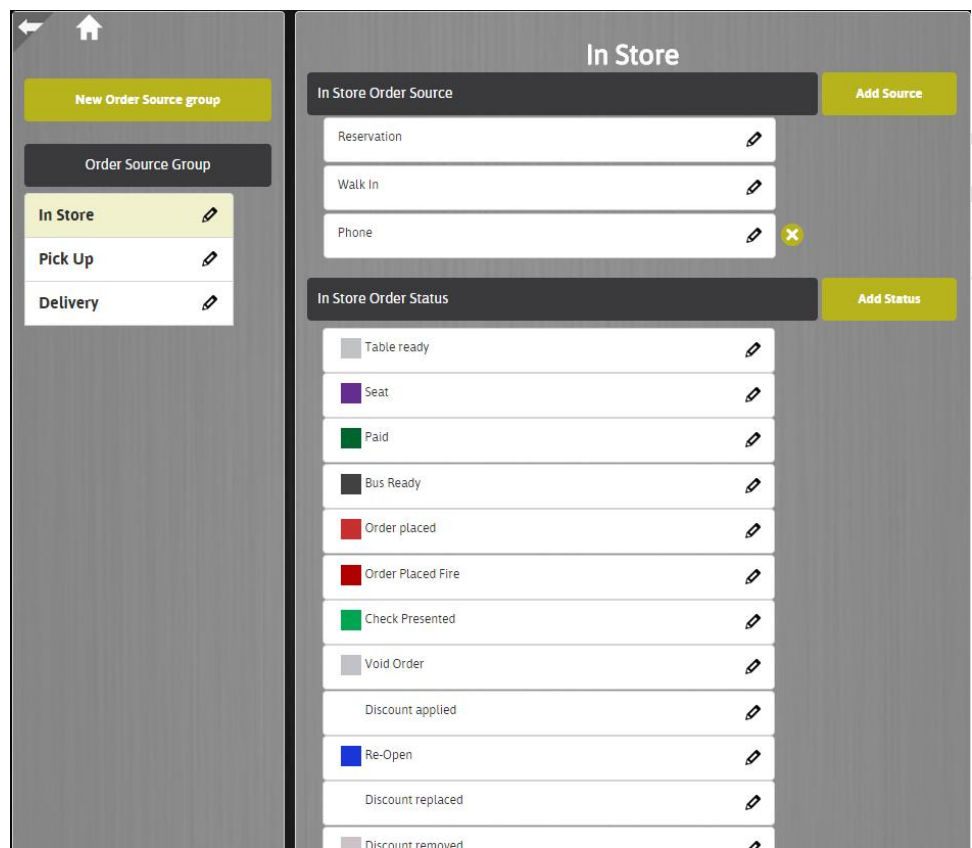 New Order Source group
Order Source Group
In Store
Pick Up
Delivery
In Store
In Store Order Source
Add Source
Reservation
Walk In
Phone
In Store Order Status
Add Status
Table ready
Seat
Paid
Bus Ready
Order placed
Order Placed Fire
Check Presented
Void Order
Discount applied
Re-Open
Discount replaced
Discount removed